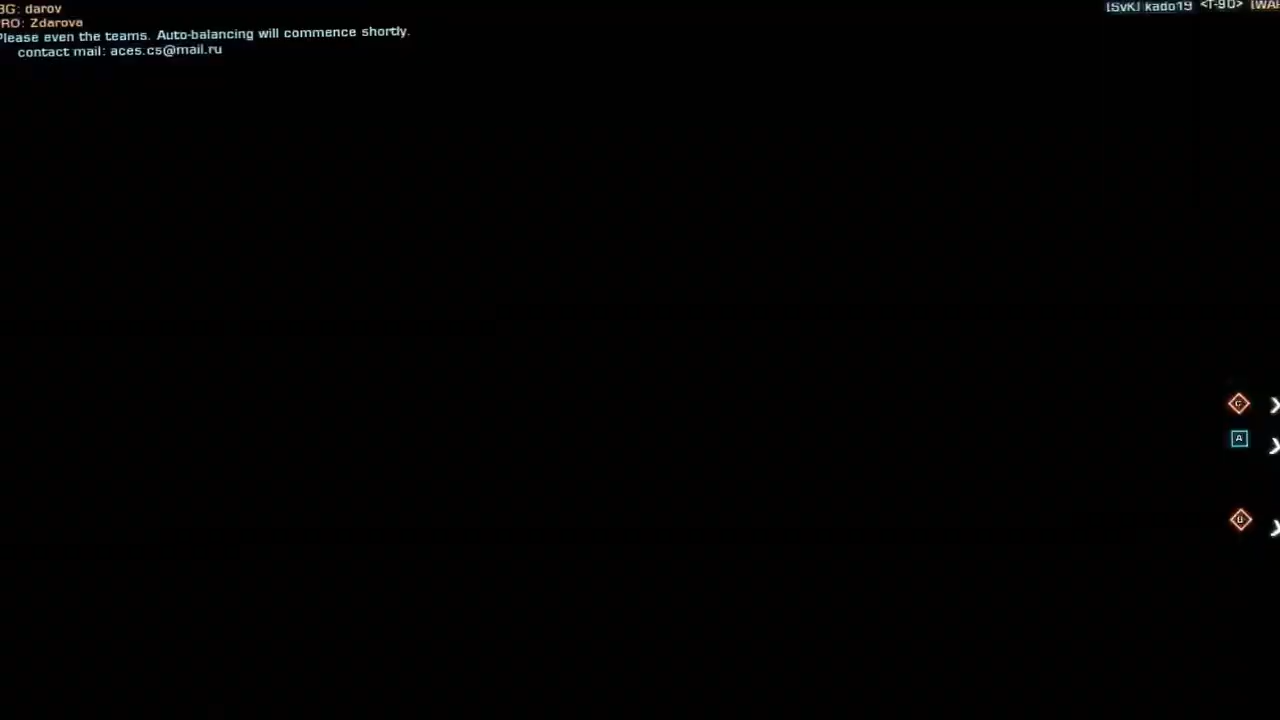 BG: darov
RO: Zdarova
Please even the teams. Auto-balancing will commence shortly.
contact mail: aces.cs@mail.ru
[SvK] kado19 <T-90> [WAR
C
A